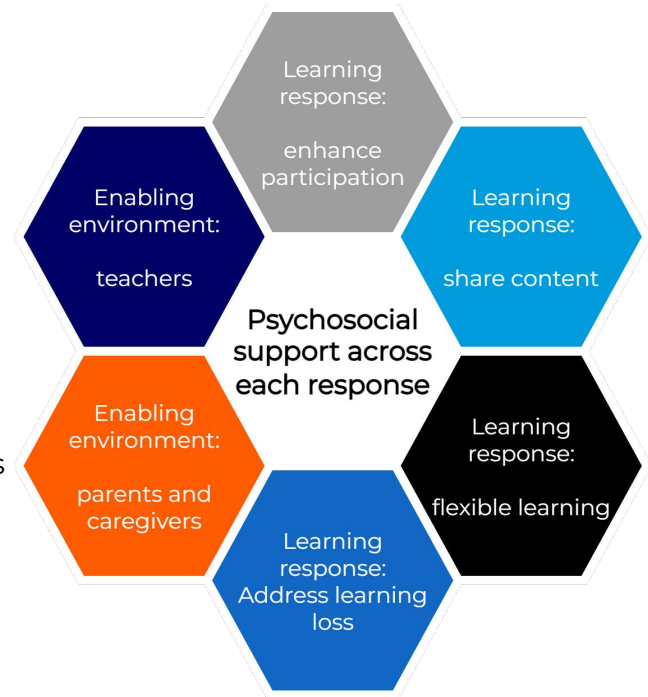 Learning
response:
enhance
participation
Enabling
environment:
teachers
Learning
response:
share content
Psychosocial
support across
each response
Enabling
environment:
parents and
caregivers
s
Learning
response:
flexible learning
Learning
response:
Address learning
loss